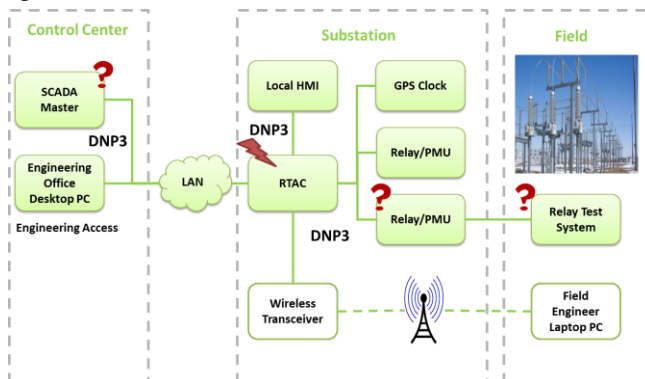 Control Center
Substation
Field
SCADA
Master
?
Local HMI
GPS Clock
DNP3
DNP3
Relay/PMU
Engineering
Office
Desktop PC
LAN
RTAC
?
Relay/PMU
?
Relay Test
System
Engineering Access
DNP3
Wireless
Transceiver
Field
Engineer
Laptop PC